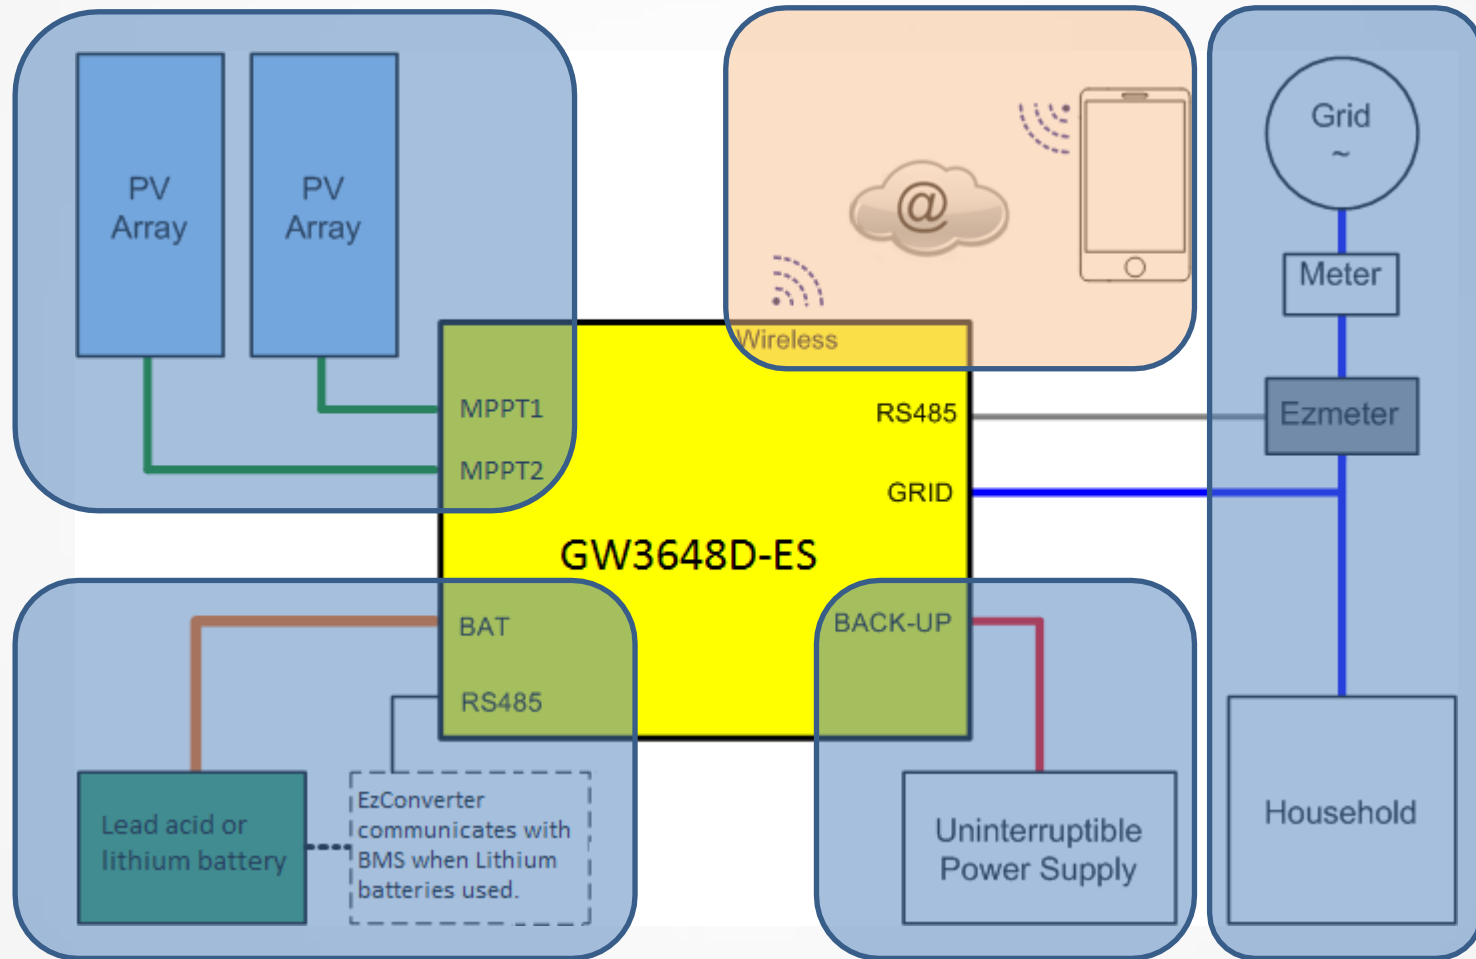 PV
Array
PV
Array
@
Grid
~
Meter
Wireless
MPPT1
RS485
Ezmeter
MPPT2
GRID
GW3648D-ES
BAT
BACK-UP
RS485
Lead acid or
lithium battery
EzConverter
communicates with
BMS when Lithium
batteries used.
Uninterruptible
Power Supply
Household